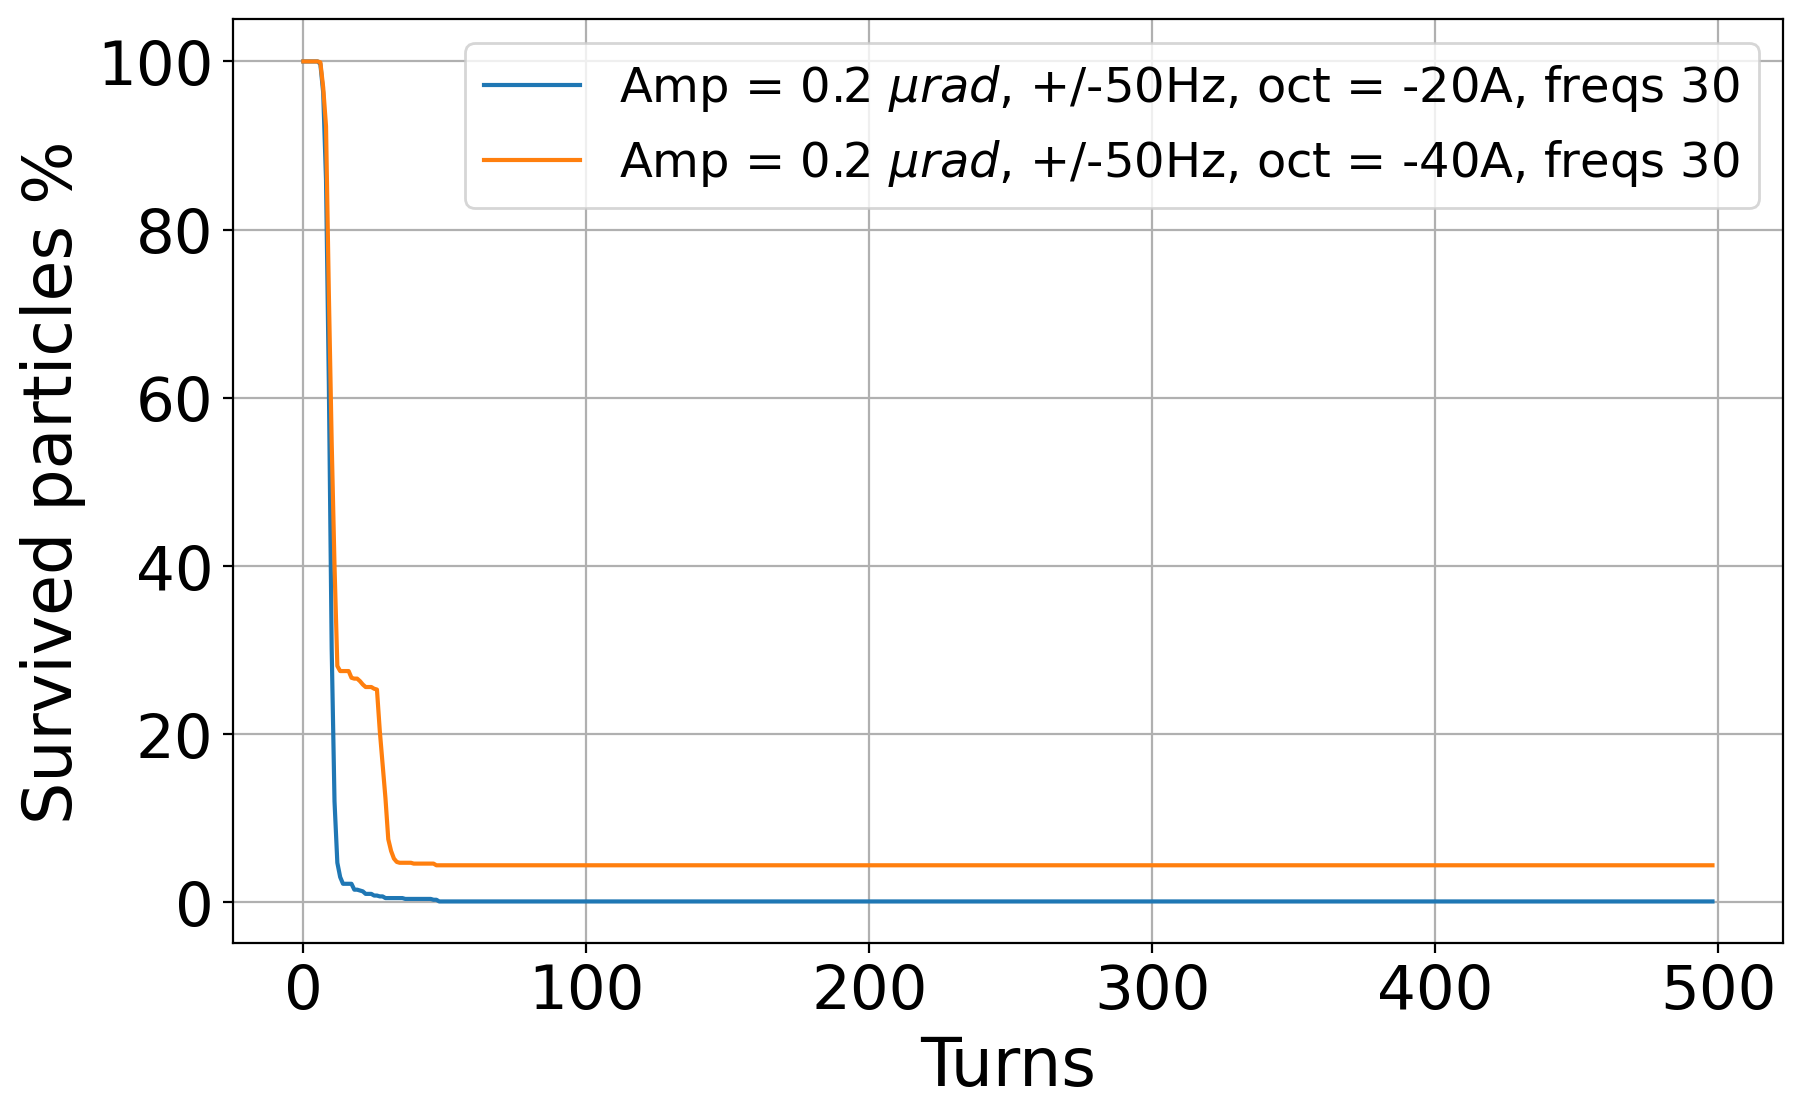 Amp = 0.2 μrad, +/-50Hz, oct = -20A, freqs 30
Amp = 0.2 μrad, +/-50Hz, oct = -40A, freqs 30
Survived particles %
100
80
60
40
20
0
0 100 200 300 400 500
Turns